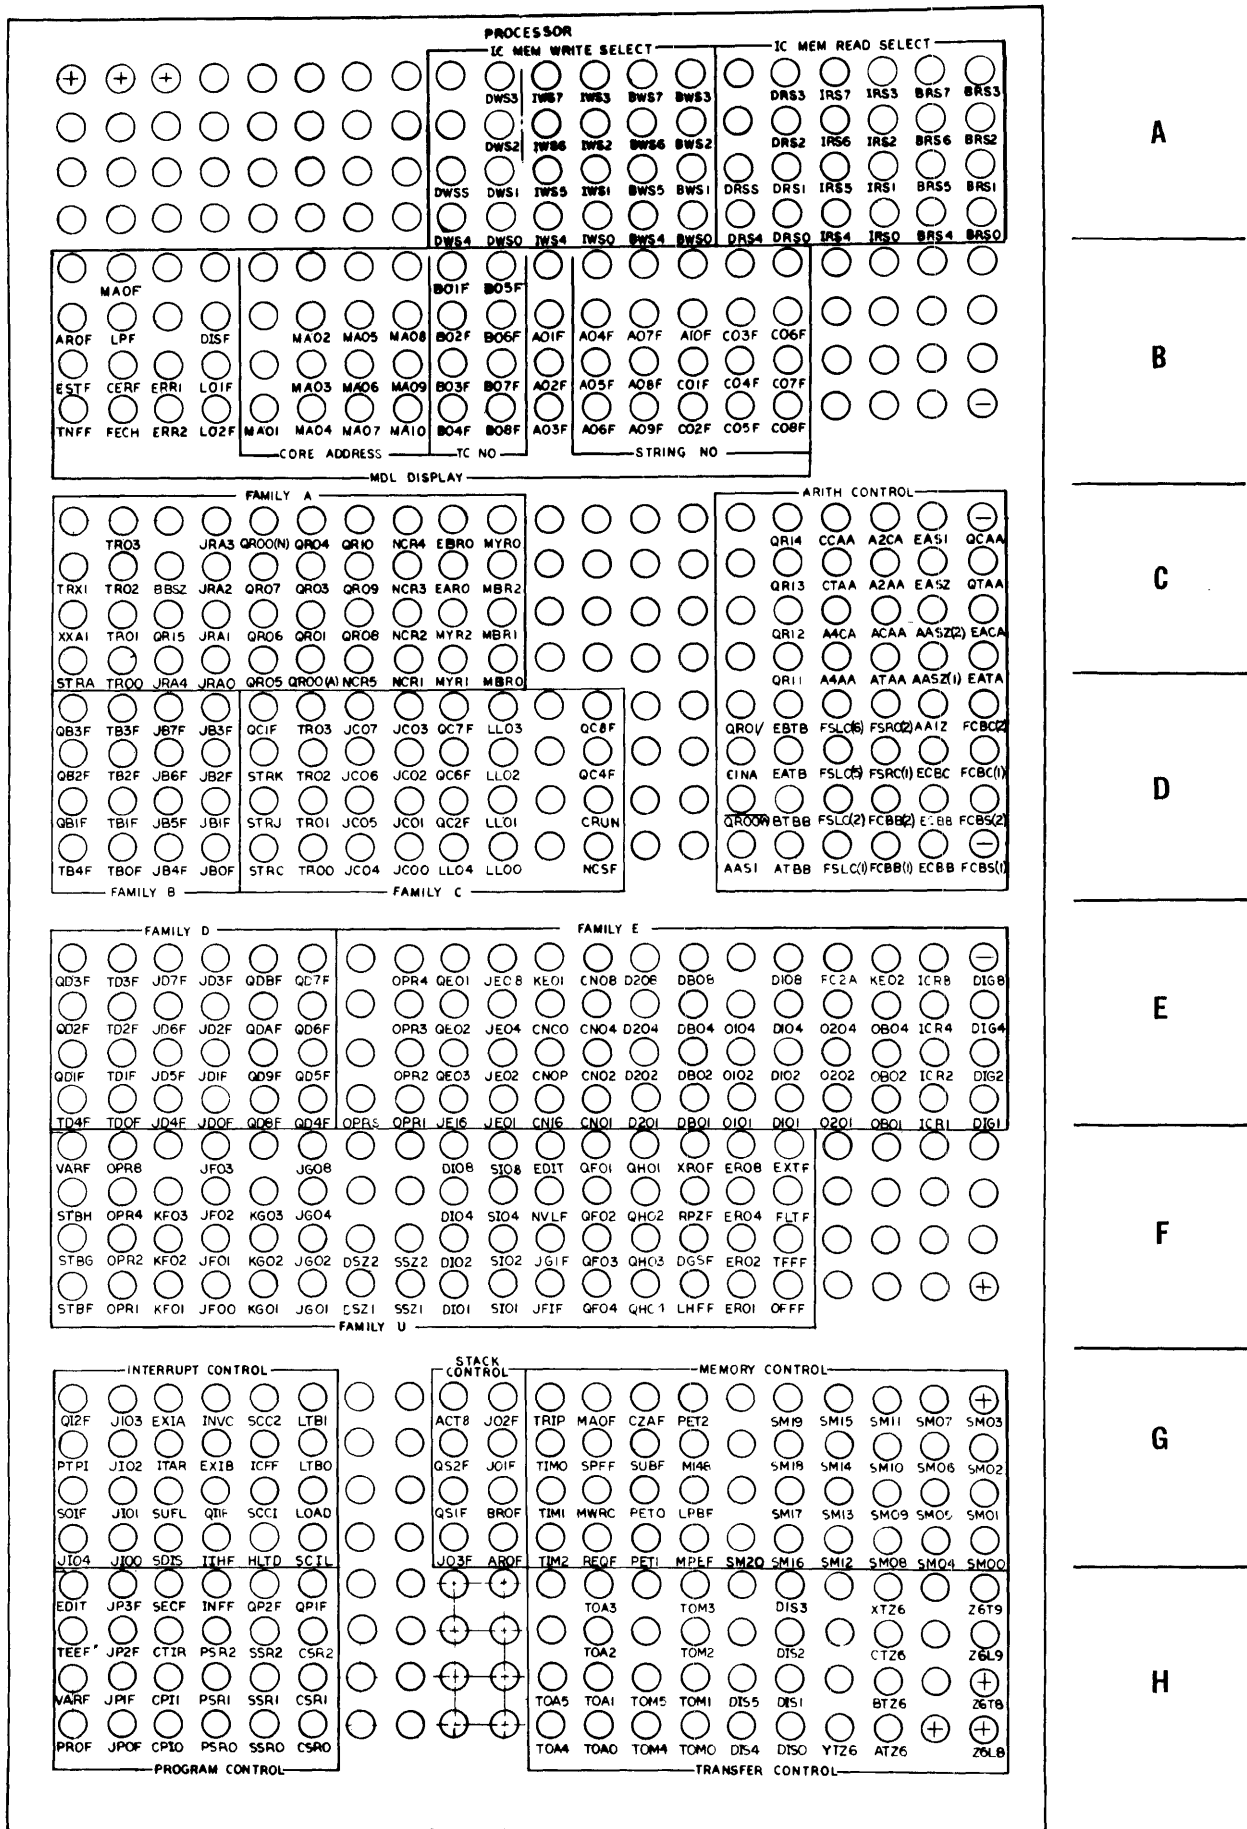 PROCESSOR
IC MEM WRITE SELECT IC MEM READ SELECT
DWS3 IWS7 IWS3 BWS7 BWS3 DRS3 IRS7 IRS3 BRS7 BRS3
A
DWS2 IWS6 IWS2 BWS6 BWS2 DRS2 IRS6 IRS2 BRS6 BRS2
DWSS DWS1 IWS5 IWS1 BWS5 BWS1 DRSS DRS1 IRS5 IRS1 BRS5 BRS1
DWS4 DWS0 IWS4 IWS0 BWS4 BWS0 DRS4 DRS0 IRS4 IRS0 BRS4 BRS0
MAOF B01F B05F
AROF LPF DISF MA02 MA05 MA08 B02F B06F A01F A04F A07F A10F C03F C06F
B
ESTF CERF ERR1 L01F MA03 MA06 MA09 B03F B07F A02F A05F A08F C01F C04F C07F
TNFF FECH ERR2 L02F MA01 MA04 MA07 MA10 B04F B08F A03F A06F A09F C02F C05F C08F
CORE ADDRESS TC NO STRING NO
MDL DISPLAY
FAMILY A ARITH CONTROL
TR03 JRA3 QR00(N) QR04 QR10 NCR4 EBR0 MYR0 QR14 CCAA A2CA EAS1 QCAA
C
TRX1 TR02 BBSZ JRA2 QR07 QR03 QR09 NCR3 EAR0 MBR2 QR13 CTAA A2AA EASZ QTAA
XXA1 TR01 QR15 JRA1 QR06 QR01 QR08 NCR2 MYR2 MBR1 QR12 A4CA ACAA AASZ(2) EACA
STRA TR00 JRA4 JRA0 QR05 QR00(A) NCR5 NCR1 MYR1 MBR0 QR11 A4AA ATAA AASZ(1) EATA
QB3F TB3F JB7F JB3F QC1F TR03 JC07 JC03 QC7F LL03 QC8F QR01/ EBTB FSLC(6) FSRC(2) AA1Z FCBC(2)
QB2F TB2F JB6F JB2F STRK TR02 JC06 JC02 QC6F LL02 QC4F CINA EATB FSLC(5) FSRC(1) ECBC FCBC(1)
D
QB1F TB1F JB5F JB1F STRJ TR01 JC05 JC01 QC2F LL01 CRUN BTBB FSLC(2) FCBB(2) FCBS(2)
TB4F TB0F JB4F JB0F STRC TR00 JC04 JC00 LL04 LL00 NCSF AAS1 ATBB FSLC(1) FCBB(1) ECBB FCBS(1)
FAMILY B FAMILY C
FAMILY D FAMILY E
QD3F TD3F JD7F JD3F QDBF QD7F OPR4 QE01 JEC8 KE01 CN08 D208 DB08 D108 FC2A KE02 ICR8 DIG8
E
QD2F TD2F JD6F JD2F QDAF QD6F OPR3 QE02 JE04 CNCO CN04 D204 DB04 O104 D104 O204 OB04 ICR4 DIG4
QD1F TD1F JD5F JD1F QD9F QD5F OPR2 QE03 JE02 CNOP CN02 D202 DB02 O102 D102 O202 OB02 ICR2 DIG2
TD4F TD0F JD4F JD0F QD8F QD4F OPRS OPR1 JE16 JE01 CN16 CN01 D201 DB01 O101 D101 O201 OB01 ICR1 DIG1
VARF OPR8 JF03 JG08 DI08 SI08 EDIT QF01 QH01 XROF ER08 EXTF
STBH OPR4 KF03 JF02 KG03 JG04 DI04 SI04 NVLF QF02 QH02 RPZF ER04 FLTF
F
STBG OPR2 KF02 JF01 KG02 JG02 DSZ2 SSZ2 DI02 SI02 JG1F QF03 QH03 DGSF ER02 TFFF
STBF OPR1 KF01 JF00 KG01 JG01 DSZ1 SSZ1 DI01 SI01 JF1F QF04 LHFF ER01 OFFF
FAMILY U
INTERRUPT CONTROL STACK CONTROL MEMORY CONTROL
QI2F JI03 EXIA INVC SCC2 LTB1 ACT8 J02F TRIP MAOF CZAF PET2 SM19 SM15 SM11 SM07 SM03
G
PTPI JI02 ITAR EXIB ICFF LTB0 QS2F J01F TIM0 SPFF SUBF M148 SM18 SM14 SM10 SM06 SM02
SOIF JI01 SUFL QI1F SCC1 LOAD QS1F BROF TIM1 MWRC PET0 LPBF SM17 SM13 SM09 SM05 SM01
JI04 JI00 SDIS IIHF HLTD SCIL J03F AROF TIM2 REQF PET1 MPEF SM20 SM16 SM12 SM08 SM04 SM00
EDIT JP3F SECF INFF QP2F QP1F TOA3 TOM3 DIS3 XTZ6 Z6T9
TEEF JP2F CTIR PSR2 SSR2 CSR2 TOA2 TOM2 DIS2 CTZ6 Z6L9
H
VARF JP1F CPI1 PSR1 SSR1 CSR1 TOA5 TOA1 TOM5 TOM1 DIS5 DIS1 BTZ6 Z6T8
PROF JP0F CPI0 PSR0 SSR0 CSR0 TOA4 TOA0 TOM4 TOM0 DIS4 DIS0 YTZ6 ATZ6 Z6L8
PROGRAM CONTROL TRANSFER CONTROL